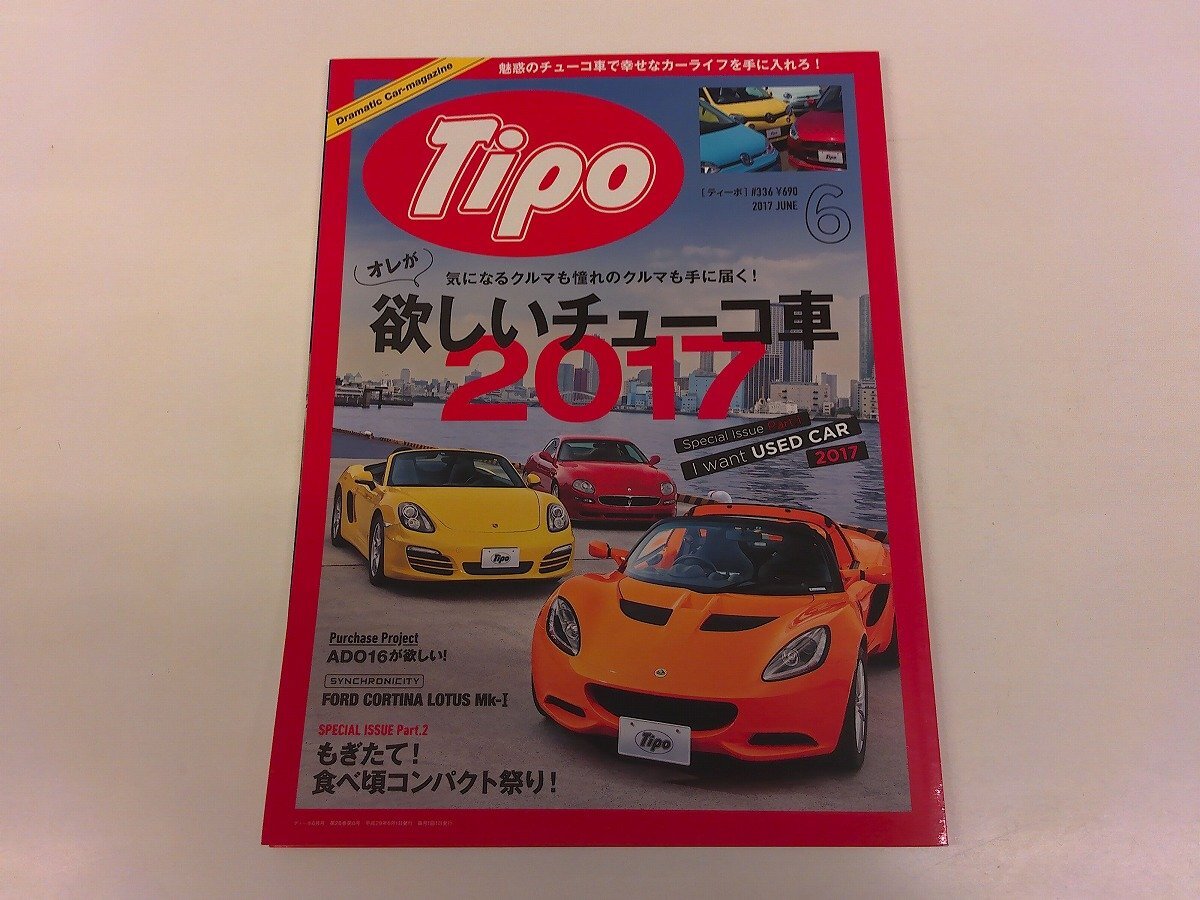 魅惑のチューコ車で幸せなカーライフを手に入れろ！
Dramatic Car-magazine
Tipo
[ティーポ] #336 ¥690
2017 JUNE 6
オレが
気になるクルマも憧れのクルマも手に届く！
欲しいチューコ車
2017
Special Issue Part.1
I want USED CAR
2017
Tipo
Purchase Project
ADO16が欲しい！
SYNCHRONICITY
FORD CORTINA LOTUS Mk-I
SPECIAL ISSUE Part.2
もぎたて！
食べ頃コンパクト祭り！
Tipo